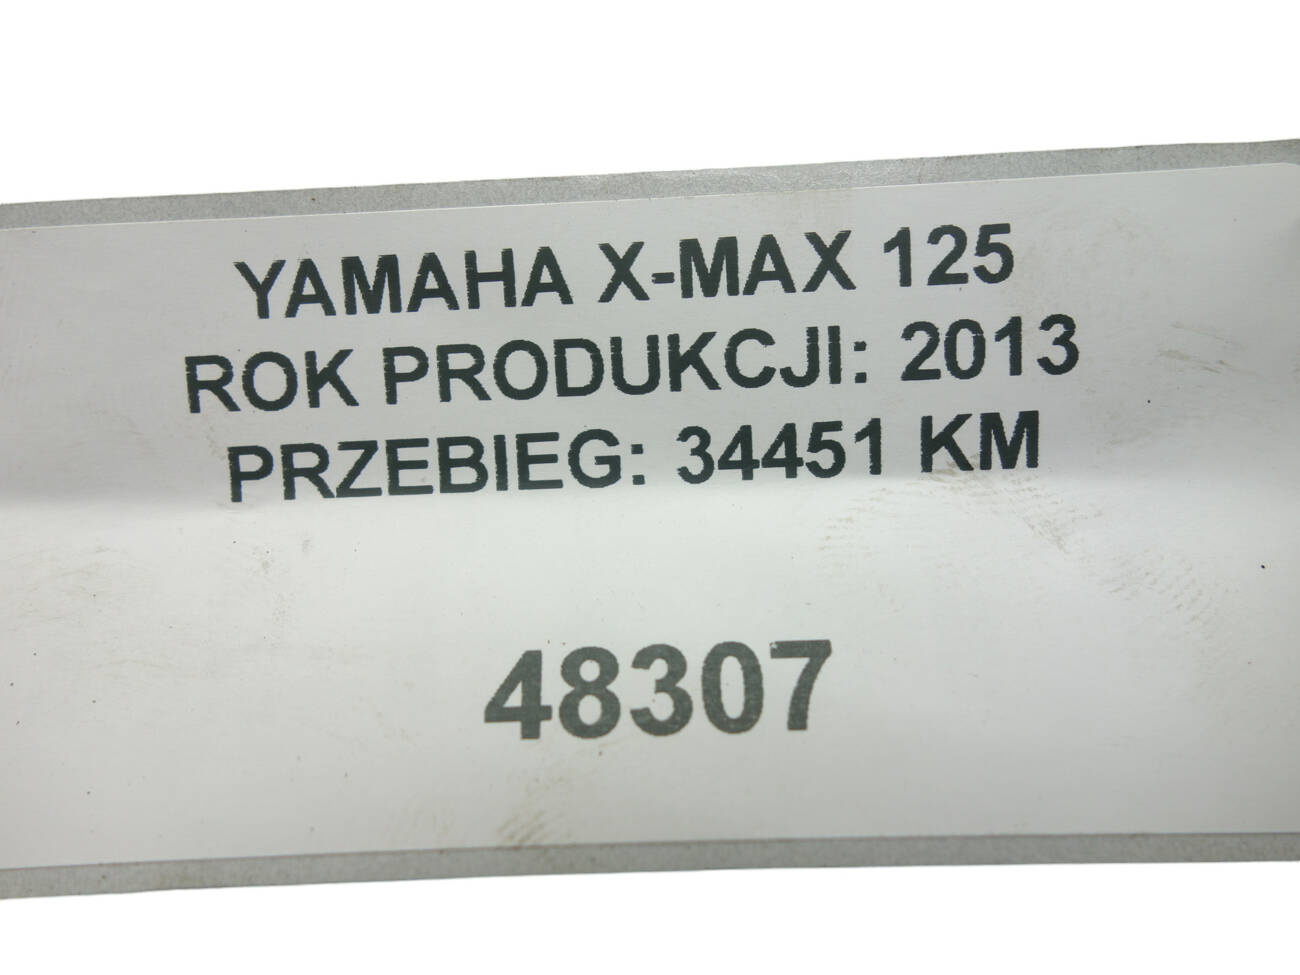 YAMAHA X-MAX 125
ROK PRODUKCJI: 2013
PRZEBIEG: 34451 KM
48307